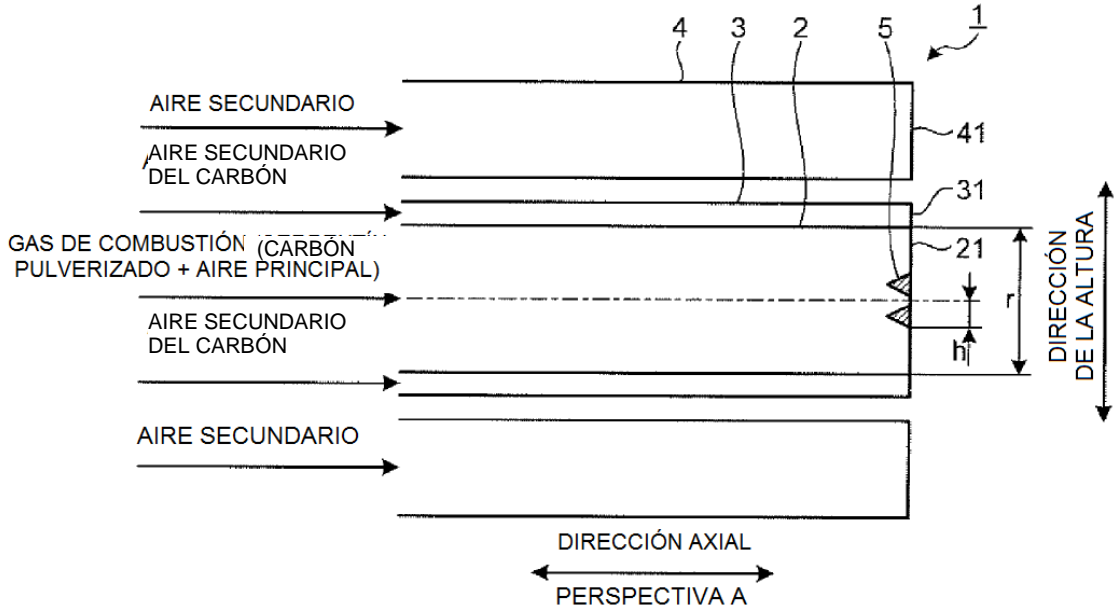 4
3
2
5
1
AIRE SECUNDARIO
41
AIRE SECUNDARIO
DEL CARBÓN
31
GAS DE COMBUSTIÓN (CARBÓN
PULVERIZADO + AIRE PRINCIPAL)
21
r
DIRECCIÓN
DE LA ALTURA
AIRE SECUNDARIO
DEL CARBÓN
h
AIRE SECUNDARIO
DIRECCIÓN AXIAL
PERSPECTIVA A